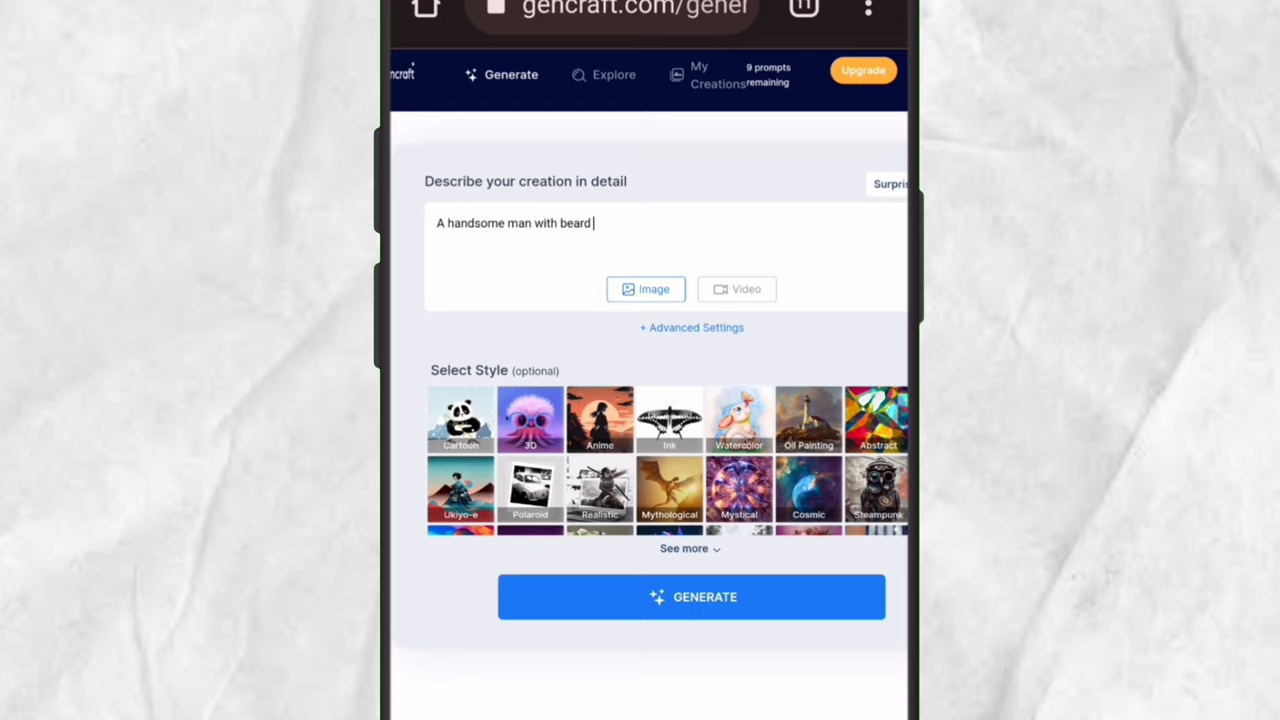 gencraft.com/gener
11
ncraft
Generate
Explore
My
Creations
9 prompts
remaining
Upgrade
Describe your creation in detail
Surpris
A handsome man with beard
Image
Video
+ Advanced Settings
Select Style (optional)
Cartoon
3D
Anime
Ink
Watercolor
Oil Painting
Abstract
Ukiyo-e
Polaroid
Realistic
Mythological
Mystical
Cosmic
Steampunk
See more
GENERATE